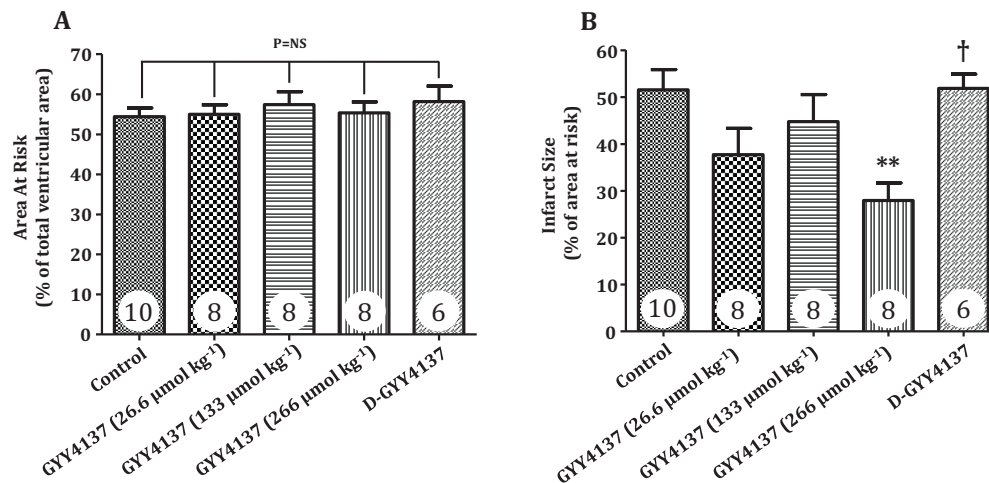 A
P=NS
Area At Risk
(% of total ventricular area)
70
60
50
40
30
20
10
0
10
8
8
8
6
Control
GYY4137 (26.6 μmol kg⁻¹)
GYY4137 (133 μmol kg⁻¹)
GYY4137 (266 μmol kg⁻¹)
D-GYY4137
B
Infarct Size
(% of area at risk)
60
50
40
30
20
10
0
**
†
10
8
8
8
6
Control
GYY4137 (26.6 μmol kg⁻¹)
GYY4137 (133 μmol kg⁻¹)
GYY4137 (266 μmol kg⁻¹)
D-GYY4137